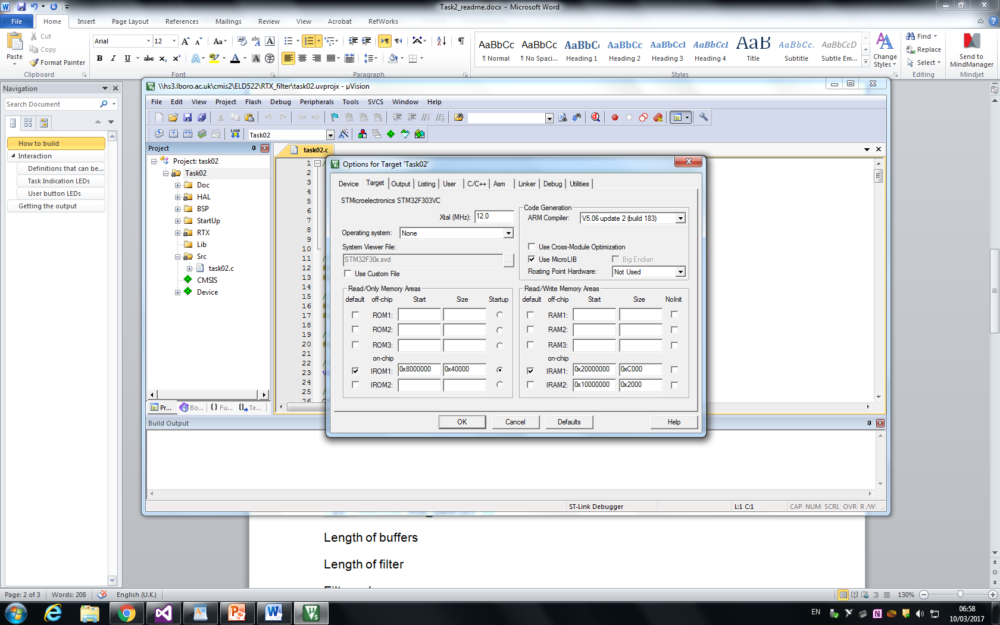 Task2_readme.docx - Microsoft Word
File Home Insert Page Layout References Mailings Review View Acrobat RefWorks
Paste
Cut
Copy
Format Painter
Clipboard
Arial 12
Font
Paragraph
AaBbCc AaBbCc AaBbC AaBbCc AaBbCcI AaBbCcI AaB AaBbCc. AaBbCcD
¶ Normal ¶ No Spaci... Heading 1 Heading 2 Heading 3 Heading 4 Title Subtitle Subtle Em...
Styles
Change Styles
Find
Replace
Select
Editing
Send to MindManager
Mindjet
Navigation
Search Document
How to build
Interaction
Definitions that can be...
Task Indication LEDs
User button LEDs
Getting the output
\\hs3.lboro.ac.uk\cmis2\ELD522\RTX_filter\task02.uvprojx - µVision
File Edit View Project Flash Debug Peripherals Tools SVCS Window Help
LOAD
Task02
Project
Project: task02
Task02
Doc
HAL
BSP
StartUp
RTX
Lib
Src
task02.c
CMSIS
Device
Pr... Bo... {} Fu... Te...
task02.c
1
2
3
4
5
6
7
8
9
10
11
12
13
14
15
16
17
18
19
20
21
22
23
24
25
26
Options for Target 'Task02'
Device Target Output Listing User C/C++ Asm Linker Debug Utilities
STMicroelectronics STM32F303VC
Xtal (MHz): 12.0
Operating system: None
System Viewer File:
STM32F30x.svd ...
Use Custom File
Code Generation
ARM Compiler: V5.06 update 2 (build 183)
Use Cross-Module Optimization
Use MicroLIB Big Endian
Floating Point Hardware: Not Used
Read/Only Memory Areas
default off-chip Start Size Startup
ROM1:
ROM2:
ROM3:
on-chip
IROM1: 0x8000000 0x40000
IROM2:
Read/Write Memory Areas
default off-chip Start Size NoInit
RAM1:
RAM2:
RAM3:
on-chip
IRAM1: 0x20000000 0xC000
IRAM2: 0x10000000 0x2000
OK Cancel Defaults Help
Build Output
ST-Link Debugger L:1 C:1 CAP NUM SCRL OVR R/W
Length of buffers
Length of filter
Page: 2 of 3 Words: 208 English (U.K.) 130%
EN
06:58
10/03/2017